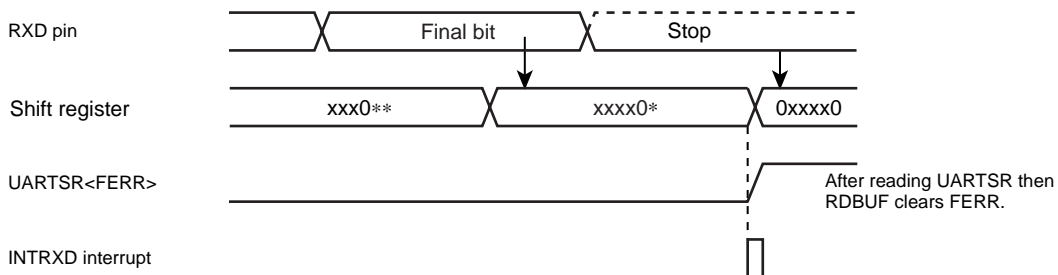 RXD pin
Final bit
Stop
Shift register
xxx0**
xxxx0*
0xxxx0
UARTSR<FERR>
After reading UARTSR then
RDBUF clears FERR.
INTRXD interrupt